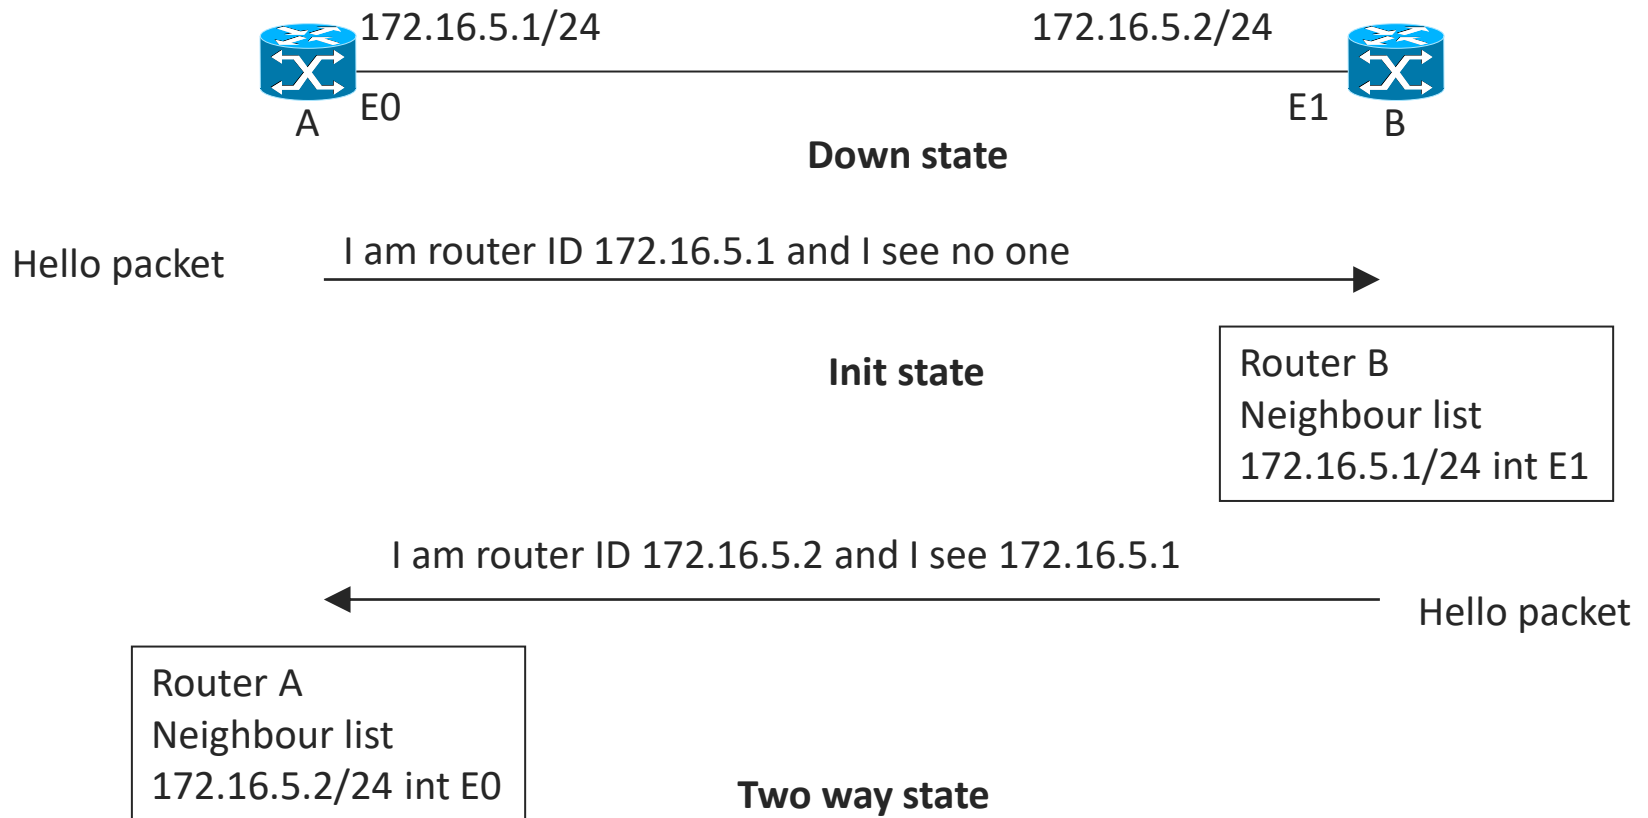 172.16.5.1/24
172.16.5.2/24
E0
E1
A
B
Down state
Hello packet
I am router ID 172.16.5.1 and I see no one
Init state
Router B
Neighbour list
172.16.5.1/24 int E1
I am router ID 172.16.5.2 and I see 172.16.5.1
Hello packet
Router A
Neighbour list
172.16.5.2/24 int E0
Two way state